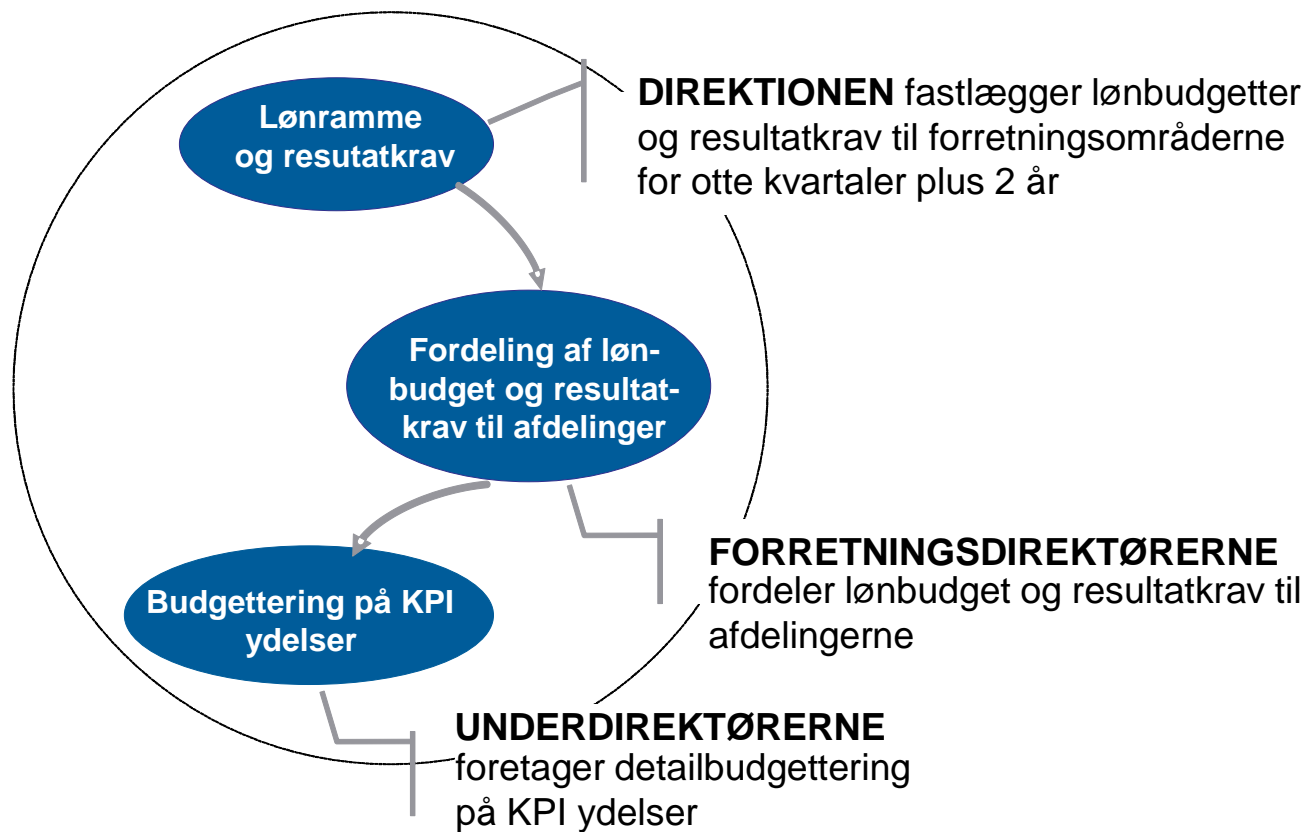 Lønramme
og resutatkrav
DIREKTIONEN fastlægger lønbudgetter
og resultatkrav til forretningsområderne
for otte kvartaler plus 2 år
Fordeling af løn-
budget og resultat-
krav til afdelinger
FORRETNINGSDIREKTØRERNE
fordeler lønbudget og resultatkrav til
afdelingerne
Budgettering på KPI
ydelser
UNDERDIREKTØRERNE
foretager detailbudgettering
på KPI ydelser